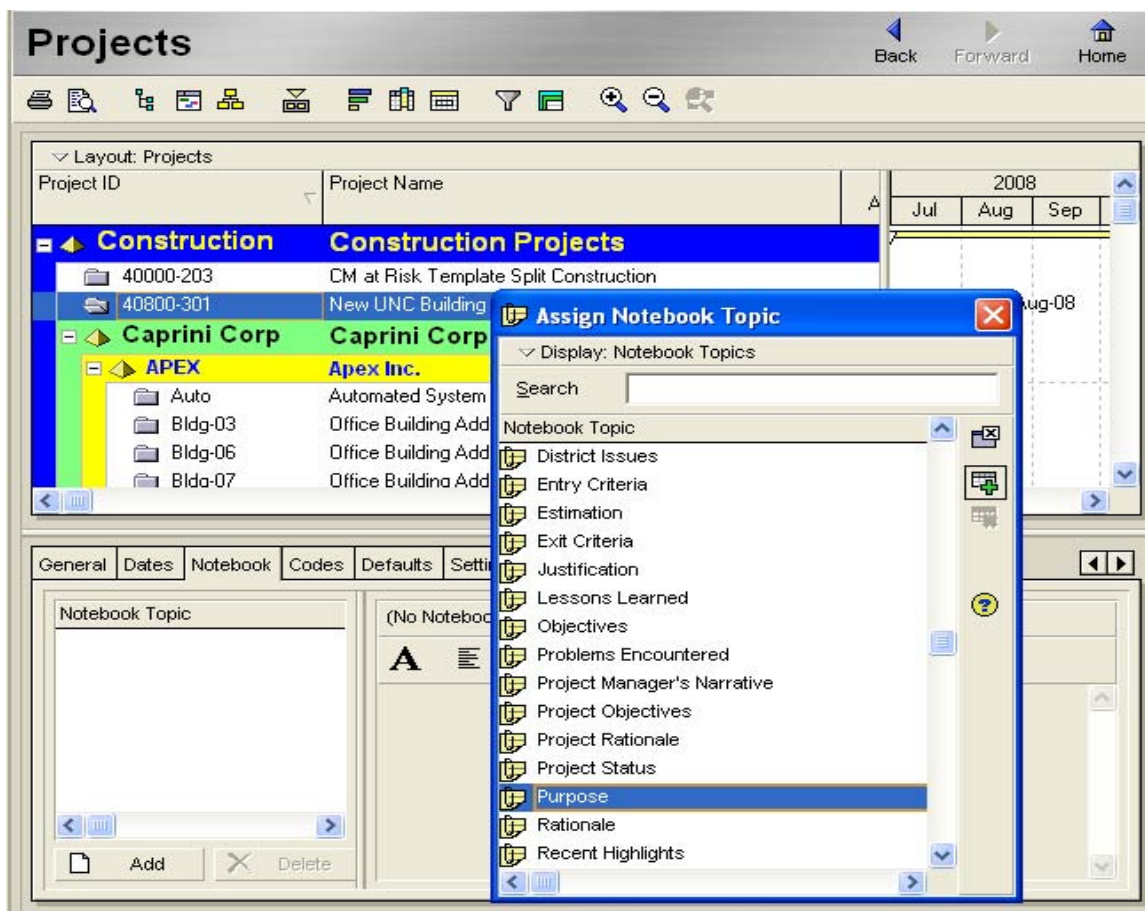 Projects
Back Forward Home
Layout: Projects
Project ID Project Name A 2008
Jul Aug Sep
Construction Construction Projects
40000-203 CM at Risk Template Split Construction
40800-301 New UNC Building
ug-08
Caprini Corp Caprini Corp
APEX Apex Inc.
Auto Automated System
Bldg-03 Office Building Add
Bldg-06 Office Building Add
Bldg-07 Office Building Add
General Dates Notebook Codes Defaults Settin
Notebook Topic
(No Noteboo
A
Add Delete
Assign Notebook Topic
Display: Notebook Topics
Search
Notebook Topic
District Issues
Entry Criteria
Estimation
Exit Criteria
Justification
Lessons Learned
Objectives
Problems Encountered
Project Manager's Narrative
Project Objectives
Project Rationale
Project Status
Purpose
Rationale
Recent Highlights